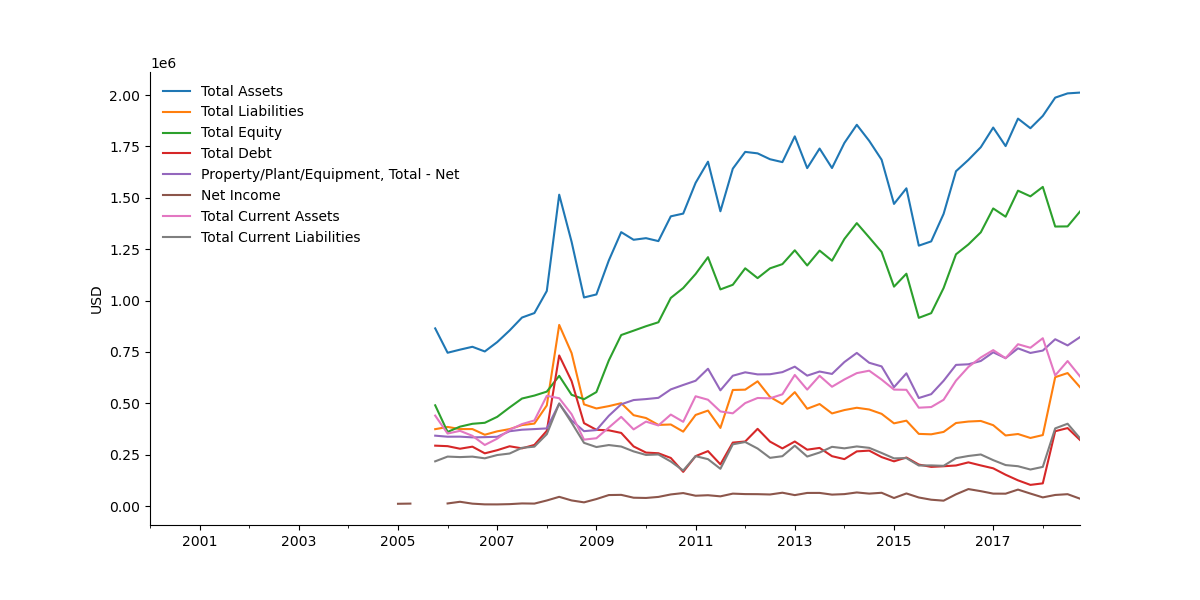 1e6
2.00
1.75
1.50
1.25
1.00
0.75
0.50
0.25
0.00
USD
Total Assets
Total Liabilities
Total Equity
Total Debt
Property/Plant/Equipment, Total - Net
Net Income
Total Current Assets
Total Current Liabilities
2001 2003 2005 2007 2009 2011 2013 2015 2017